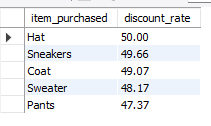 item_purchased discount_rate
Hat 50.00
Sneakers 49.66
Coat 49.07
Sweater 48.17
Pants 47.37